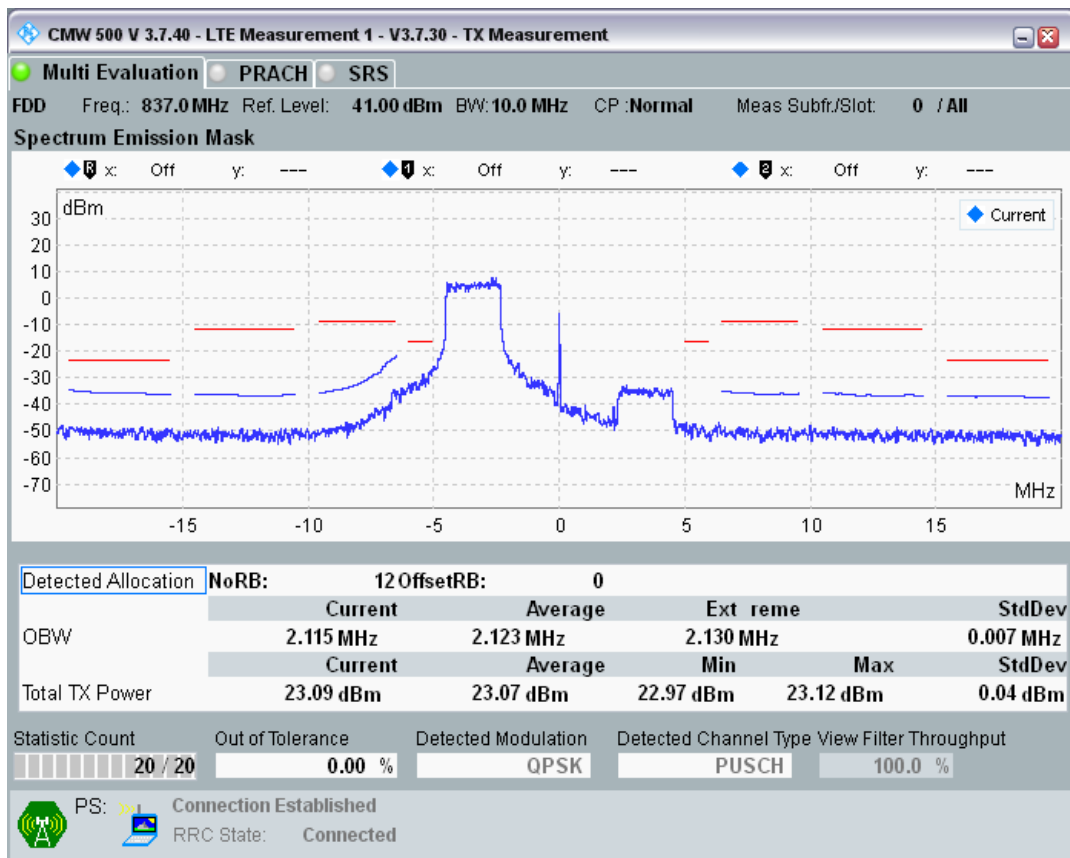 CMW 500 V 3.7.40 - LTE Measurement 1 - V3.7.30 - TX Measurement
Multi Evaluation PRACH SRS
FDD Freq.: 837.0 MHz Ref. Level: 41.00 dBm BW: 10.0 MHz CP :Normal Meas Subfr./Slot: 0 / All
Spectrum Emission Mask
R x: Off y: --- 1 x: Off y: --- 2 x: Off y: ---
dBm
Current
30
20
10
0
-10
-20
-30
-40
-50
-60
-70
MHz
-15 -10 -5 0 5 10 15
Detected Allocation NoRB: 12 OffsetRB: 0
Current Average Ext reme StdDev
OBW 2.115 MHz 2.123 MHz 2.130 MHz 0.007 MHz
Current Average Min Max StdDev
Total TX Power 23.09 dBm 23.07 dBm 22.97 dBm 23.12 dBm 0.04 dBm
Statistic Count Out of Tolerance Detected Modulation Detected Channel Type View Filter Throughput
20 / 20 0.00 % QPSK PUSCH 100.0 %
PS: Connection Established
RRC State: Connected